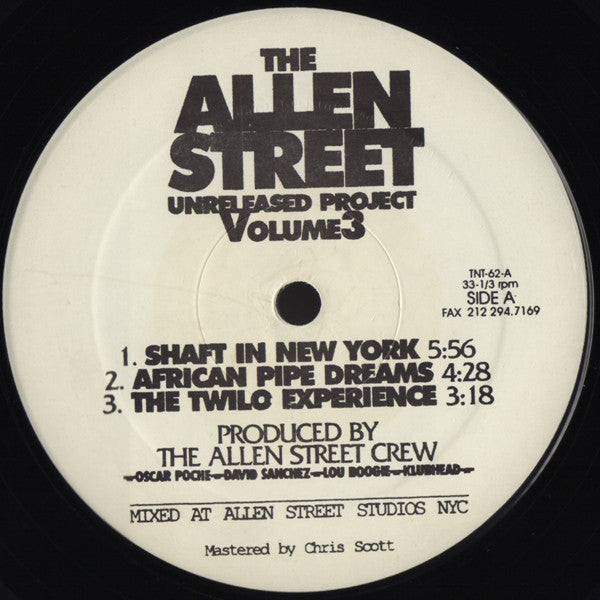 THE
ALLEN
STREET
UNRELEASED PROJECT
VOLUME 3
TNT-62-A
33-1/3 rpm
SIDE A
FAX 212 294.7169
1. SHAFT IN NEW YORK 5:56
2. AFRICAN PIPE DREAMS 4:28
3. THE TWILO EXPERIENCE 3:18
PRODUCED BY
THE ALLEN STREET CREW
-OSCAR POCHE-DAVID SANCHEZ-LOU BOOGIE-KLUBHEAD-
MIXED AT ALLEN STREET STUDIOS NYC
Mastered by Chris Scott